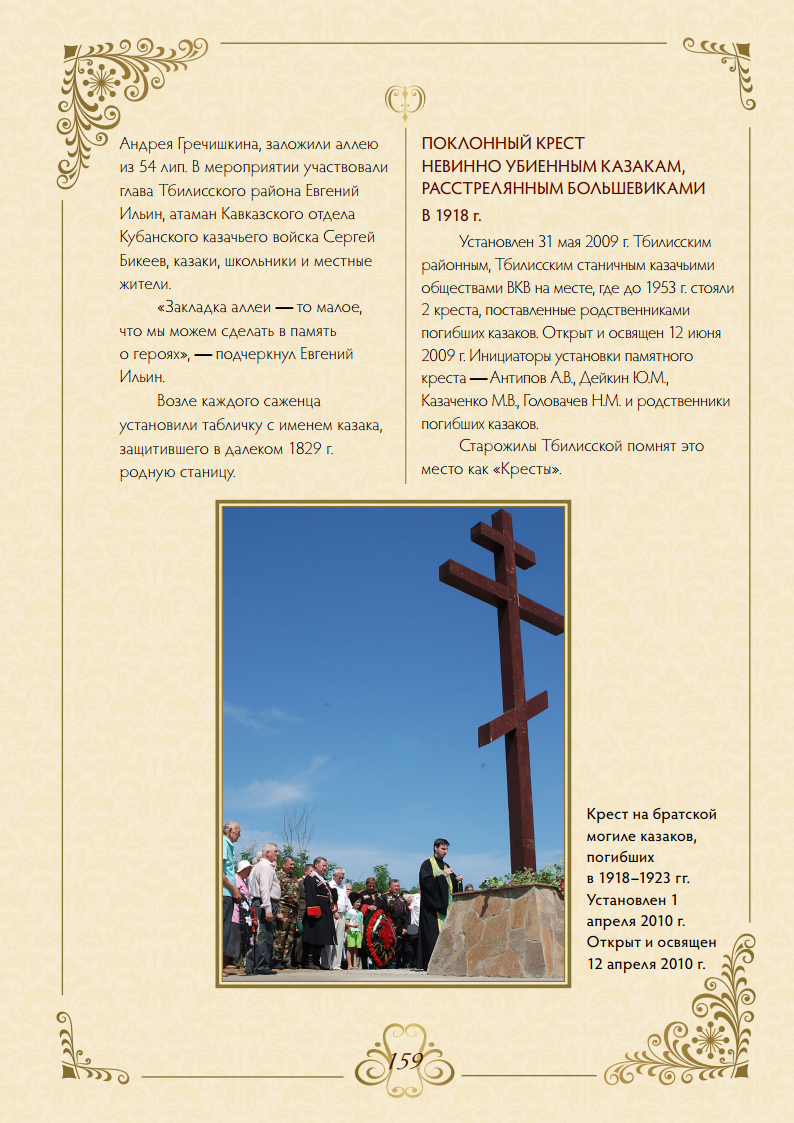 Андрея Гречишкина, заложили аллею
из 54 лип. В мероприятии участвовали
глава Тбилисского района Евгений
Ильин, атаман Кавказского отдела
Кубанского казачьего войска Сергей
Бикеев, казаки, школьники и местные
жители.
«Закладка аллеи — то малое,
что мы можем сделать в память
о героях», — подчеркнул Евгений
Ильин.
Возле каждого саженца
установили табличку с именем казака,
защитившего в далеком 1829 г.
родную станицу.
ПОКЛОННЫЙ КРЕСТ
НЕВИННО УБИЕННЫМ КАЗАКАМ,
РАССТРЕЛЯННЫМ БОЛЬШЕВИКАМИ
В 1918 г.
Установлен 31 мая 2009 г. Тбилисским
районным, Тбилисским станичным казачьими
обществами ВКВ на месте, где до 1953 г. стояли
2 креста, поставленные родственниками
погибших казаков. Открыт и освящен 12 июня
2009 г. Инициаторы установки памятного
креста — Антипов А.В., Дейкин Ю.М.,
Казаченко М.В., Головачев Н.М. и родственники
погибших казаков.
Старожилы Тбилисской помнят это
место как «Кресты».
Крест на братской
могиле казаков,
погибших
в 1918–1923 гг.
Установлен 1
апреля 2010 г.
Открыт и освящен
12 апреля 2010 г.
159